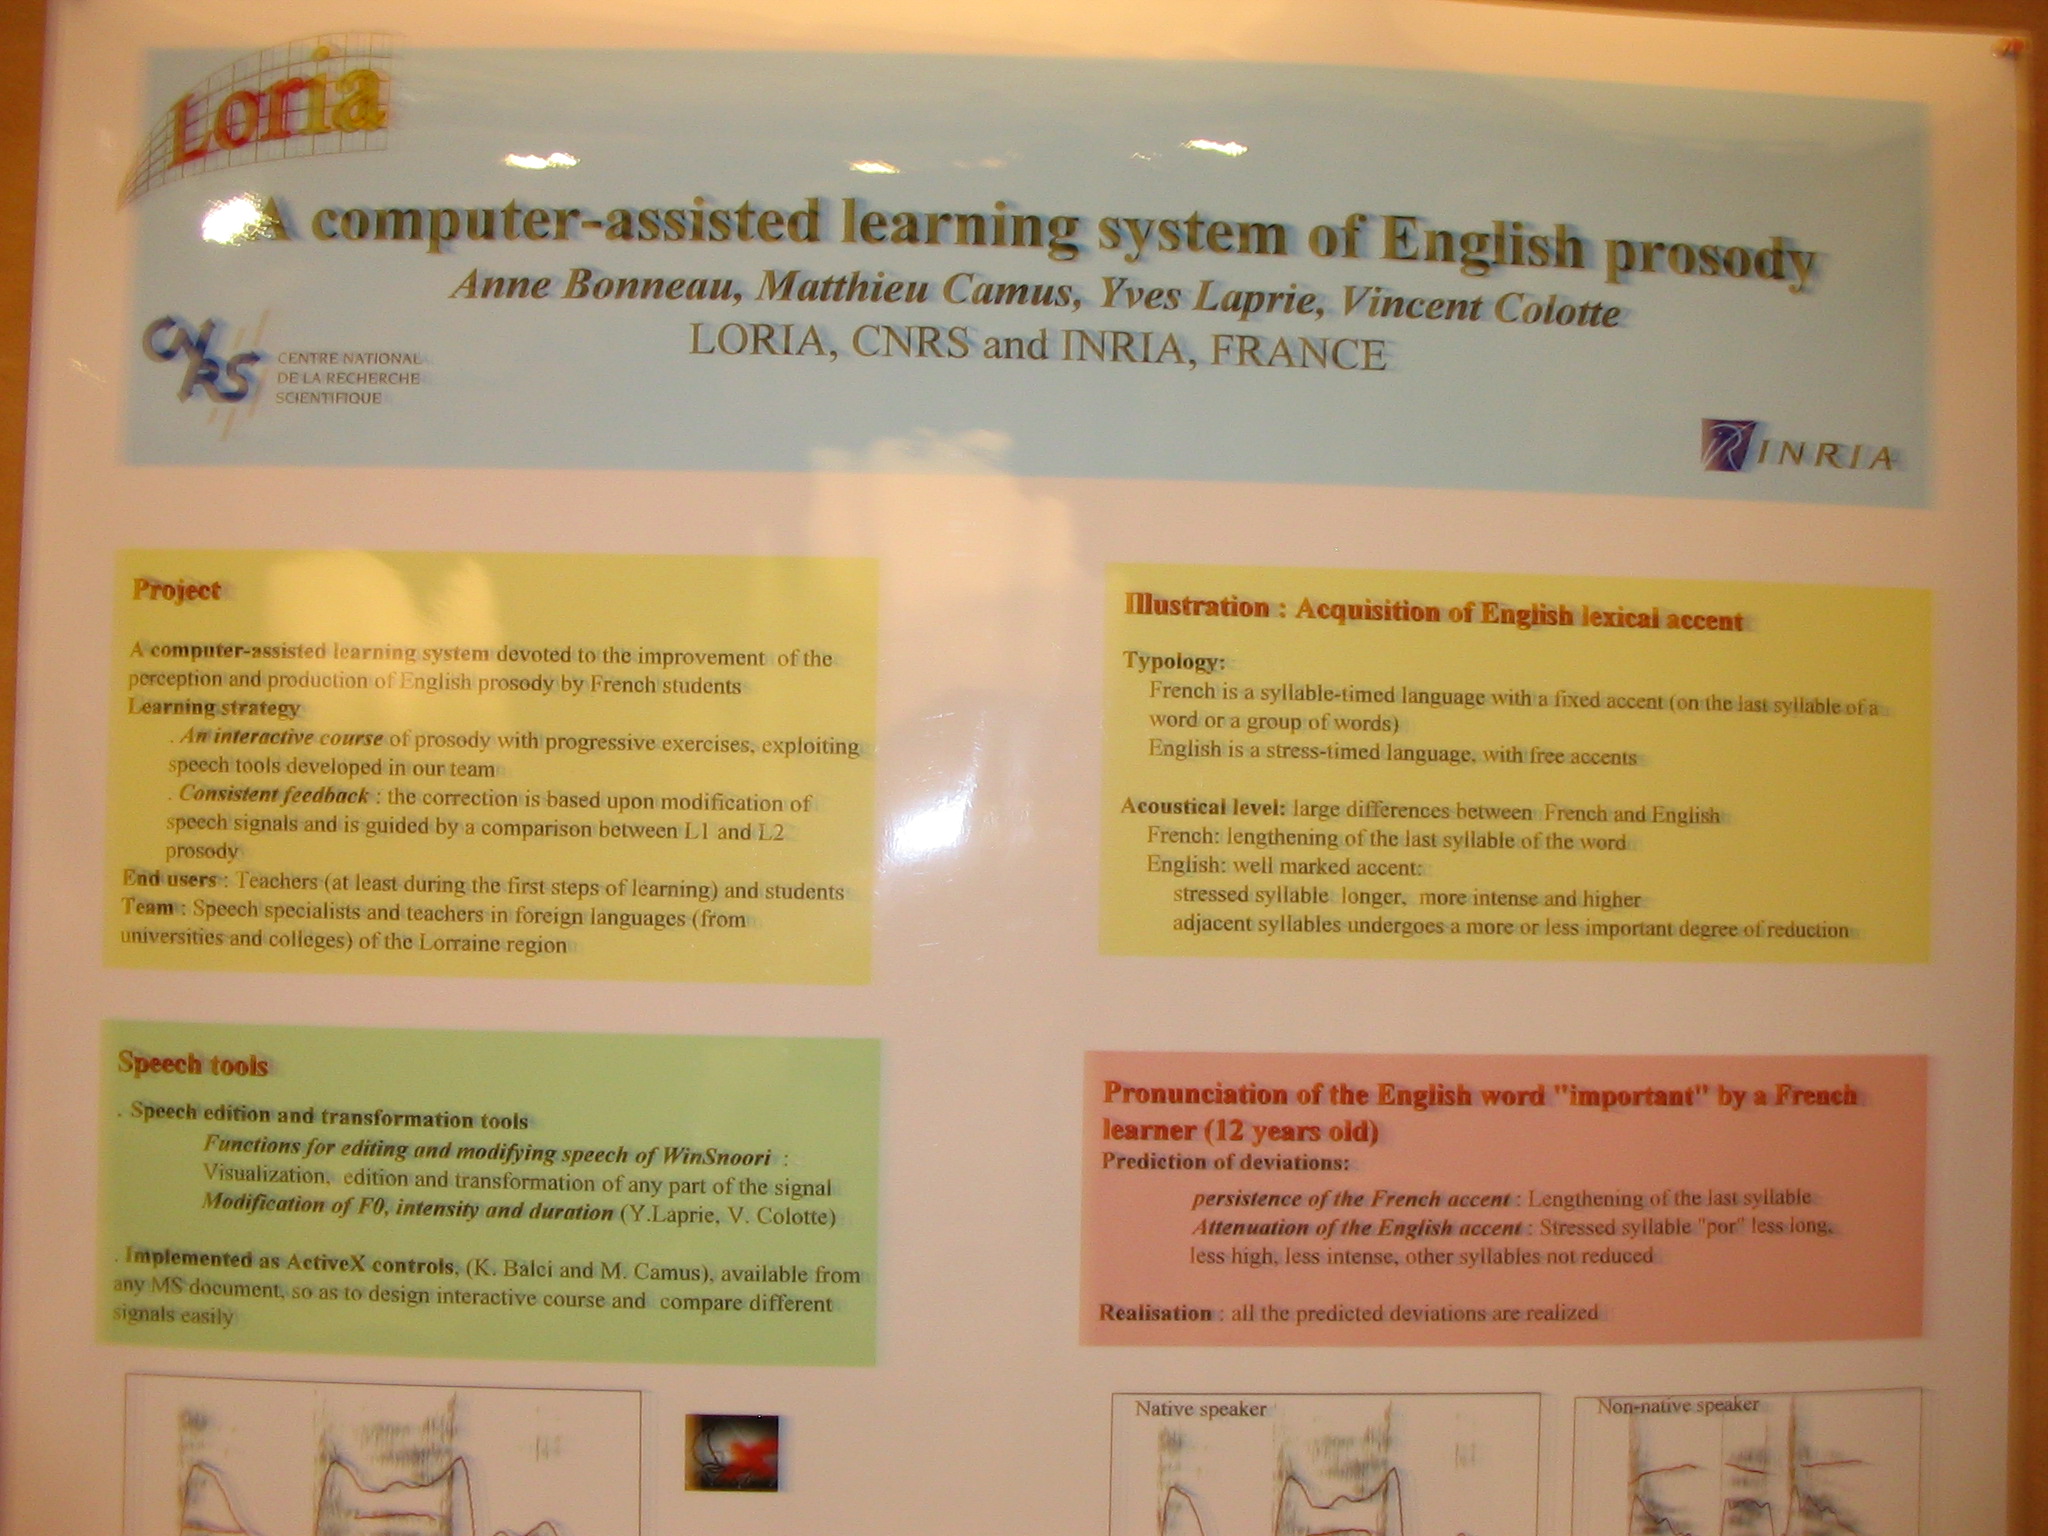 Loria
A computer-assisted learning system of English prosody
Anne Bonneau, Matthieu Camus, Yves Laprie, Vincent Colotte
LORIA, CNRS and INRIA, FRANCE
CNRS
CENTRE NATIONAL
DE LA RECHERCHE
SCIENTIFIQUE
INRIA
Project
A computer-assisted learning system devoted to the improvement of the
perception and production of English prosody by French students
Learning strategy
. An interactive course of prosody with progressive exercises, exploiting
speech tools developed in our team
. Consistent feedback : the correction is based upon modification of
speech signals and is guided by a comparison between L1 and L2
prosody
End users : Teachers (at least during the first steps of learning) and students
Team : Speech specialists and teachers in foreign languages (from
universities and colleges) of the Lorraine region
Speech tools
. Speech edition and transformation tools
Functions for editing and modifying speech of WinSnoori :
Visualization, edition and transformation of any part of the signal
Modification of F0, intensity and duration (Y.Laprie, V. Colotte)
. Implemented as ActiveX controls, (K. Balci and M. Camus), available from
any MS document, so as to design interactive course and compare different
signals easily
Illustration : Acquisition of English lexical accent
Typology:
French is a syllable-timed language with a fixed accent (on the last syllable of a
word or a group of words)
English is a stress-timed language, with free accents
Acoustical level: large differences between French and English
French: lengthening of the last syllable of the word
English: well marked accent:
stressed syllable longer, more intense and higher
adjacent syllables undergoes a more or less important degree of reduction
Pronunciation of the English word "important" by a French
learner (12 years old)
Prediction of deviations:
persistence of the French accent : Lengthening of the last syllable
Attenuation of the English accent : Stressed syllable "por" less long,
less high, less intense, other syllables not reduced
Realisation : all the predicted deviations are realized
Native speaker
Non-native speaker